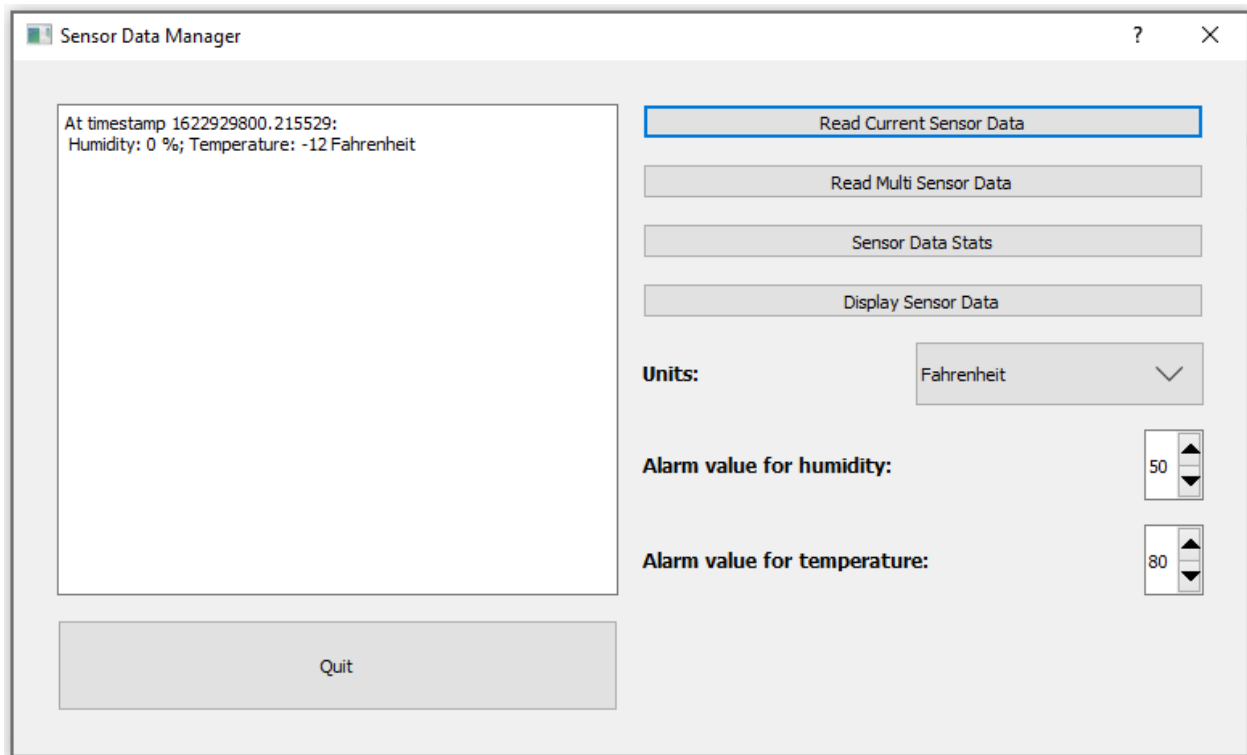 Sensor Data Manager
?
At timestamp 1622929800.215529:
Humidity: 0 %; Temperature: -12 Fahrenheit
Read Current Sensor Data
Read Multi Sensor Data
Sensor Data Stats
Display Sensor Data
Units:
Fahrenheit
Alarm value for humidity:
50
Alarm value for temperature:
80
Quit